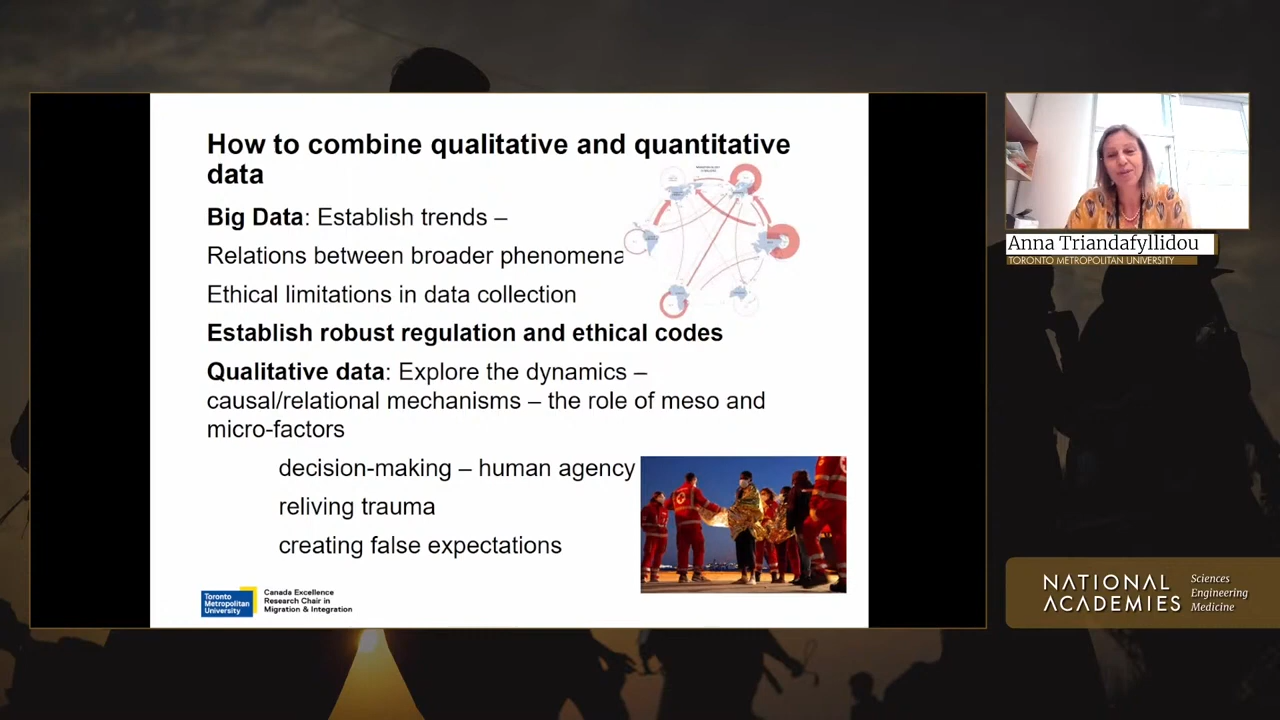 How to combine qualitative and quantitative
data
Big Data: Establish trends –
Relations between broader phenomena
Ethical limitations in data collection
Establish robust regulation and ethical codes
Qualitative data: Explore the dynamics –
causal/relational mechanisms – the role of meso and
micro-factors
decision-making – human agency
reliving trauma
creating false expectations
Toronto
Metropolitan
University
Canada Excellence
Research Chair in
Migration & Integration
Anna Triandafyllidou
TORONTO METROPOLITAN UNIVERSITY
NATIONAL
ACADEMIES
Sciences
Engineering
Medicine